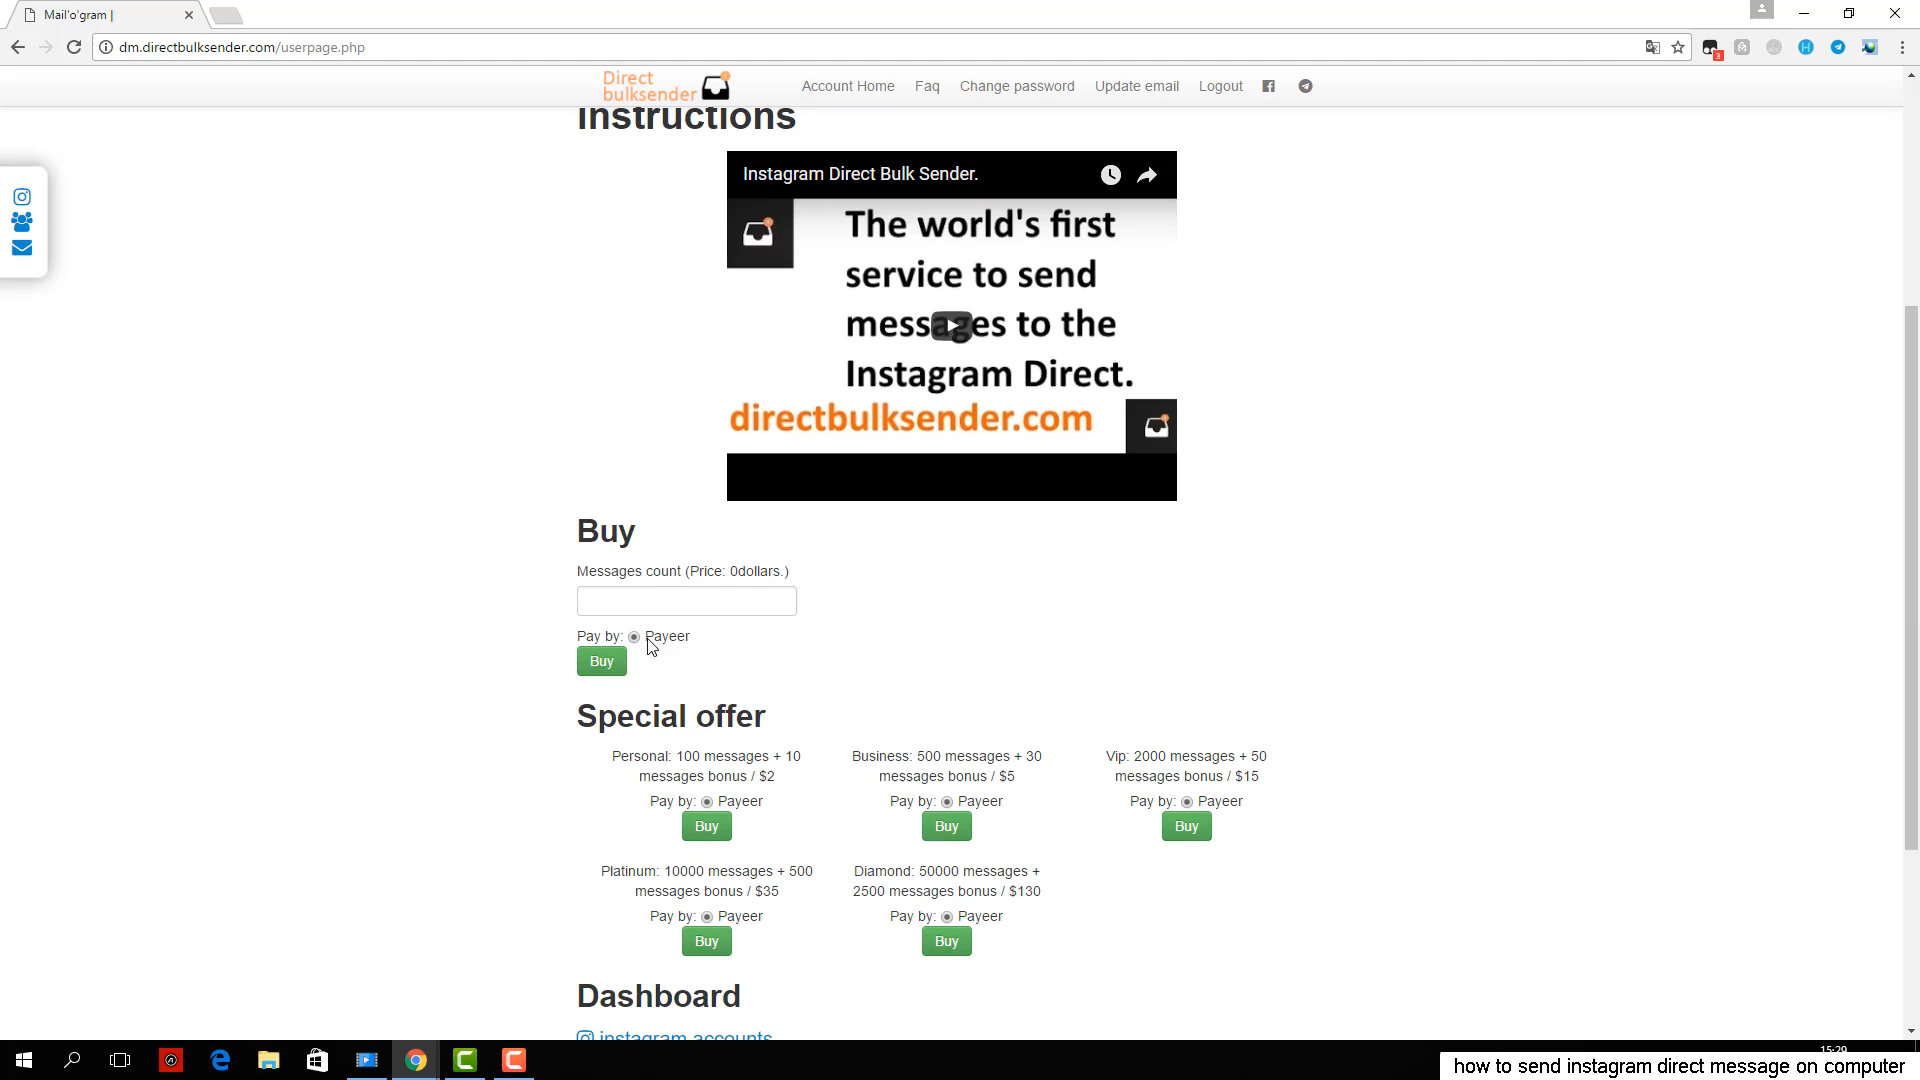 Mail'o'gram |
dm.directbulksender.com/userpage.php
3
Direct
bulksender
Account Home
Faq
Change password
Update email
Logout
Instructions
Instagram Direct Bulk Sender.
The world's first
service to send
messages to the
Instagram Direct.
directbulksender.com
Buy
Messages count (Price: 0dollars.)
Pay by: Payeer
Buy
Special offer
Personal: 100 messages + 10
messages bonus / $2
Pay by: Payeer
Buy
Business: 500 messages + 30
messages bonus / $5
Pay by: Payeer
Buy
Vip: 2000 messages + 50
messages bonus / $15
Pay by: Payeer
Buy
Platinum: 10000 messages + 500
messages bonus / $35
Pay by: Payeer
Buy
Diamond: 50000 messages +
2500 messages bonus / $130
Pay by: Payeer
Buy
Dashboard
instagram accounts
15:29
how to send instagram direct message on computer